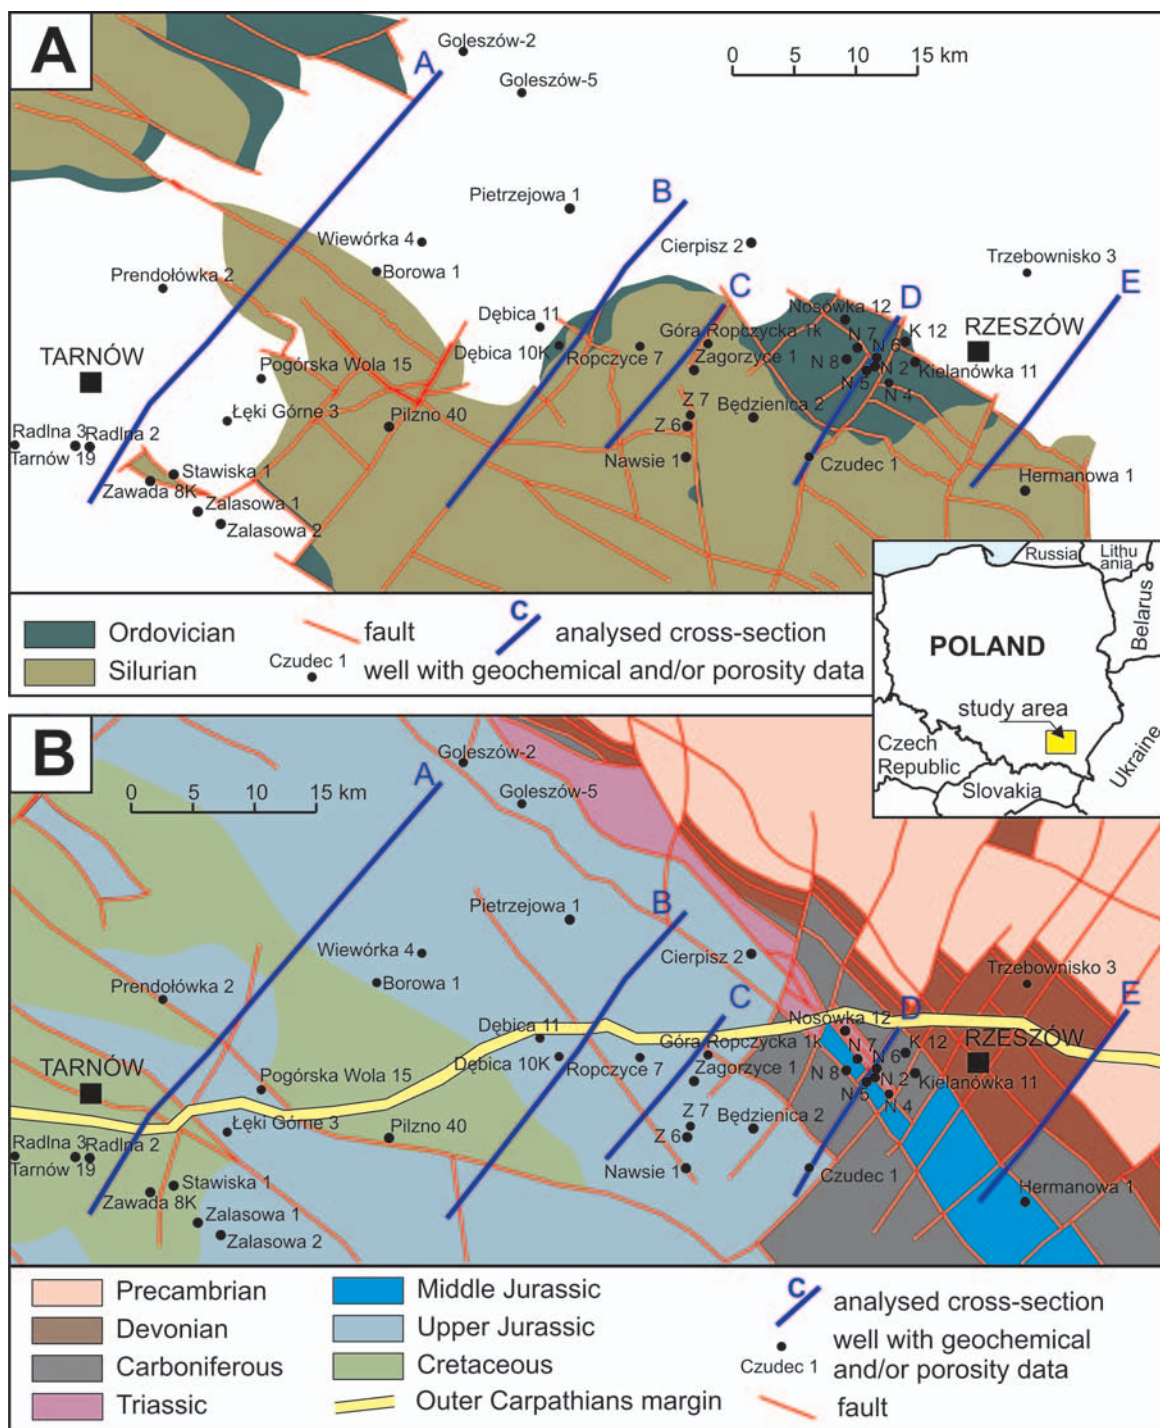 A
Goleszów-2
A
0 5 10 15 km
Goleszów-5
Pietrzejowa 1
B
Wiewórka 4
Cierpisz 2
Trzebownisko 3
Borowa 1
Prendołówka 2
C
E
Nosówka 12
D
Dębica 11
K 12
RZESZÓW
Góra Ropczycka 1k
N 7
N 6
TARNÓW
Dębica 10K
Ropczyce 7
Zagorzyce 1
N 8
N 2
Kielanówka 11
Pogórska Wola 15
N 5
N 4
Z 7
Będzienica 2
Łęki Górne 3
Pilzno 40
Z 6
Radlna 3
Radlna 2
Tarnów 19
Nawsie 1
Czudec 1
Stawiska 1
Hermanowa 1
Zawada 8K
Zalasowa 1
Zalasowa 2
Ordovician
fault
C
analysed cross-section
Silurian
Czudec 1
well with geochemical and/or porosity data
Russia
Lithu
ania
Belarus
POLAND
study area
Czech
Republic
Ukraine
Slovakia
B
Goleszów-2
A
0 5 10 15 km
Goleszów-5
B
Pietrzejowa 1
Wiewórka 4
Cierpisz 2
Trzebownisko 3
Borowa 1
Prendołówka 2
C
E
D
Nosówka 12
Dębica 11
K 12
RZESZÓW
Góra Ropczycka 1k
N 7
N 6
TARNÓW
Dębica 10K
Ropczyce 7
Zagorzyce 1
N 8
N 2
Kielanówka 11
Pogórska Wola 15
N 5
N 4
Z 7
Będzienica 2
Łęki Górne 3
Pilzno 40
Z 6
Radlna 3
Radlna 2
Tarnów 19
Nawsie 1
Czudec 1
Stawiska 1
Hermanowa 1
Zawada 8K
Zalasowa 1
Zalasowa 2
Precambrian
Middle Jurassic
C
analysed cross-section
Devonian
Upper Jurassic
well with geochemical
Carboniferous
Cretaceous
Czudec 1
and/or porosity data
Triassic
Outer Carpathians margin
fault